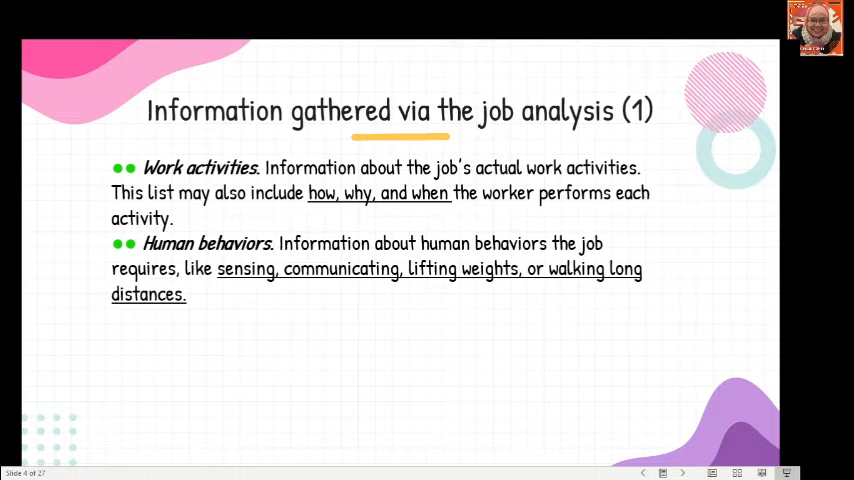 Information gathered via the job analysis (1)
Work activities. Information about the job's actual work activities.
This list may also include how, why, and when the worker performs each
activity.
Human behaviors. Information about human behaviors the job
requires, like sensing, communicating, lifting weights, or walking long
distances.
Slide 4 of 27